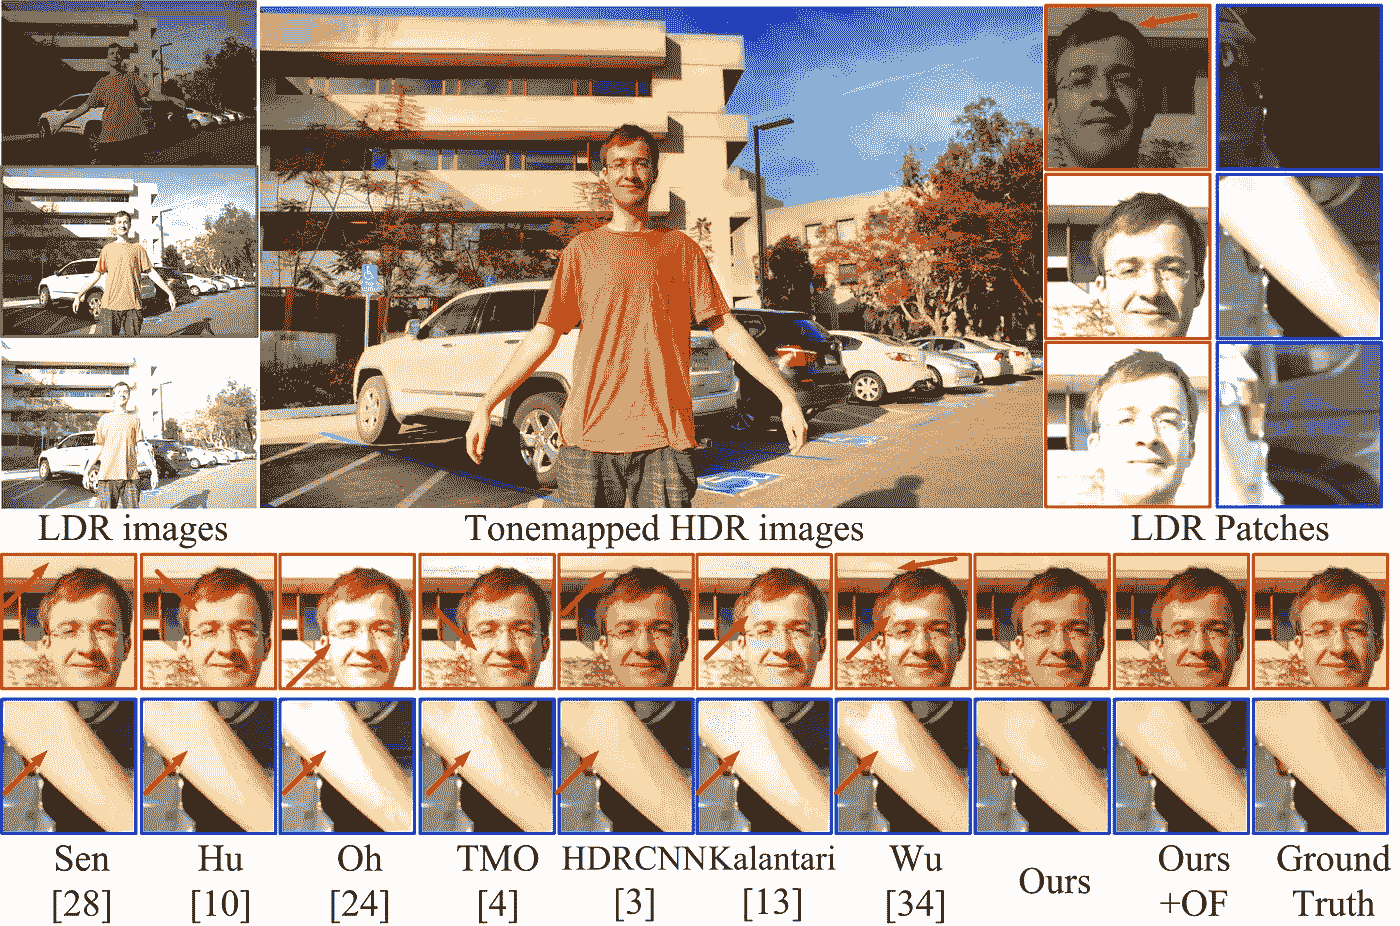 LDR images
Tonemapped HDR images
LDR Patches
Sen Hu Oh TMO HDRCNN Kalantari Wu Ours Ours Ground
[28] [10] [24] [4] [3] [13] [34] +OF Truth